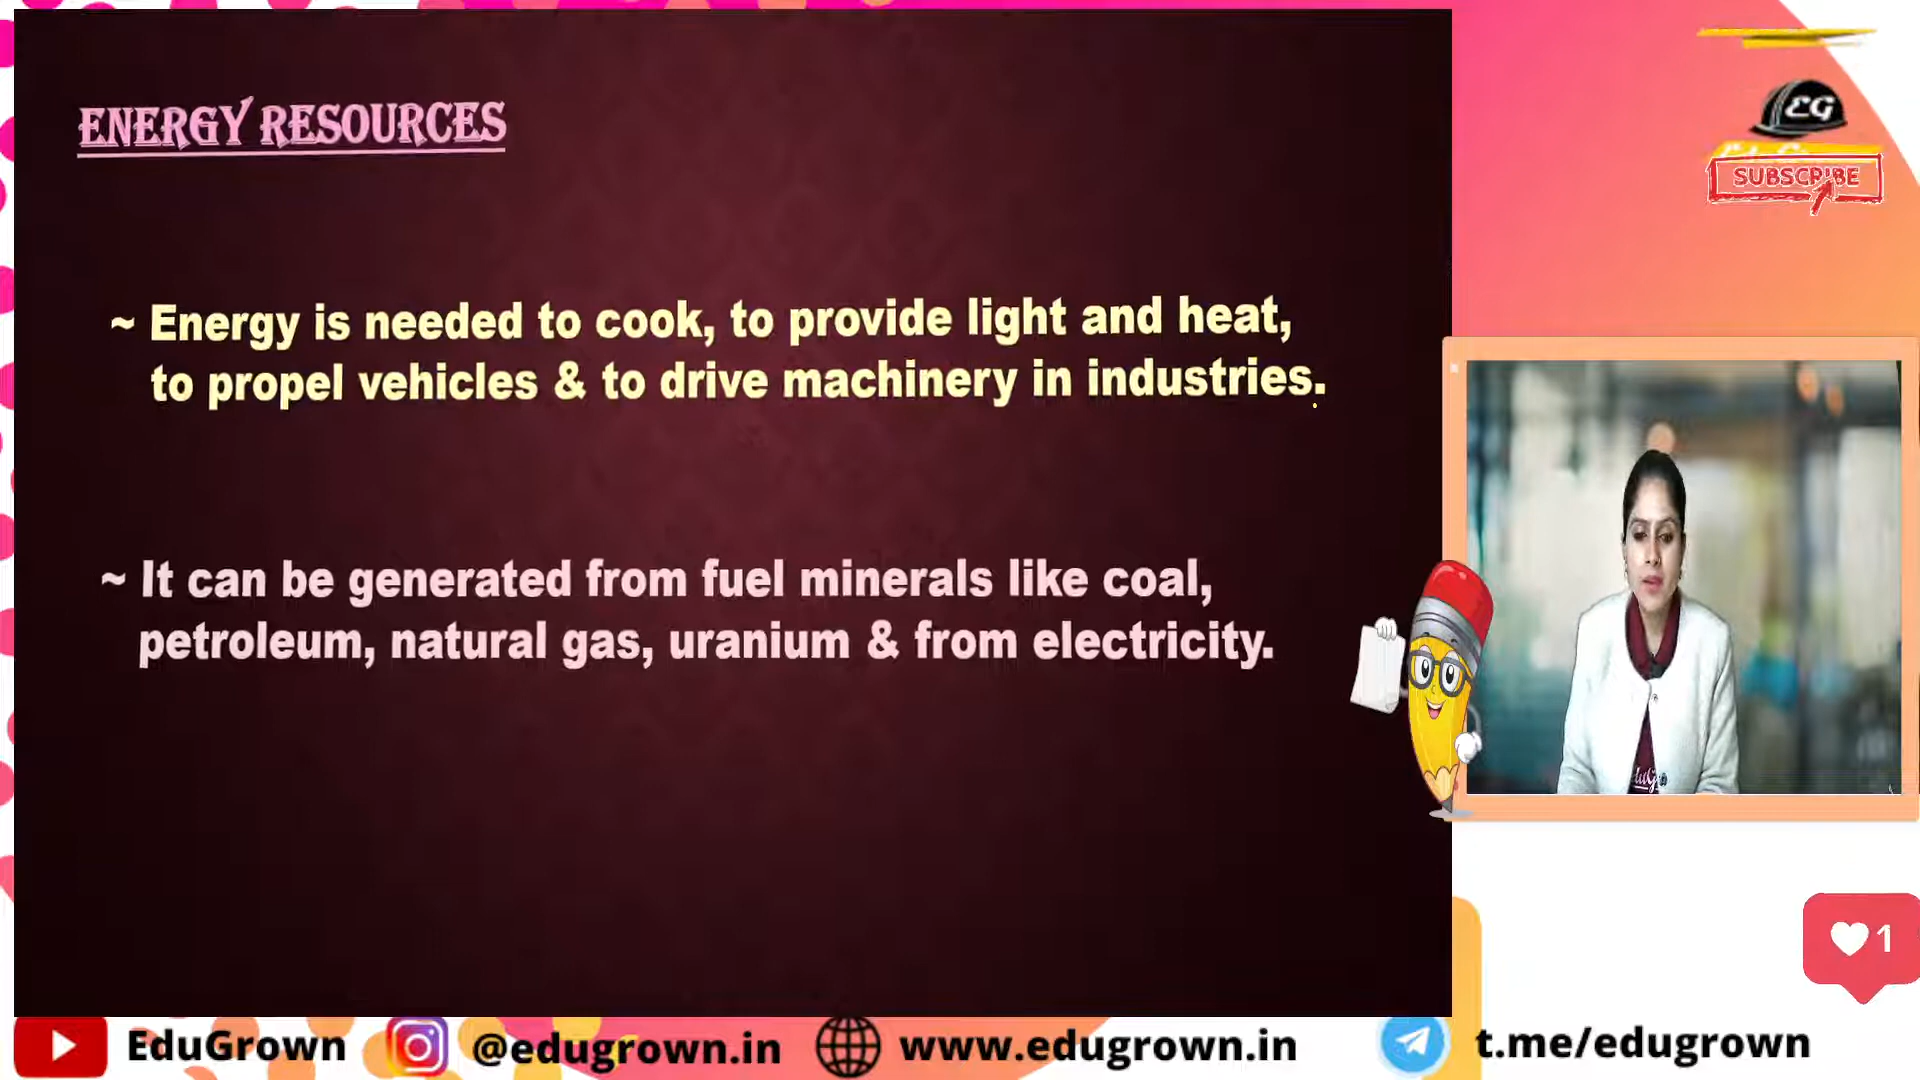 ENERGY RESOURCES
~ Energy is needed to cook, to provide light and heat,
to propel vehicles & to drive machinery in industries.
~ It can be generated from fuel minerals like coal,
petroleum, natural gas, uranium & from electricity.
EG
SUBSCRIBE
1
EduGrown
@edugrown.in
www.edugrown.in
t.me/edugrown